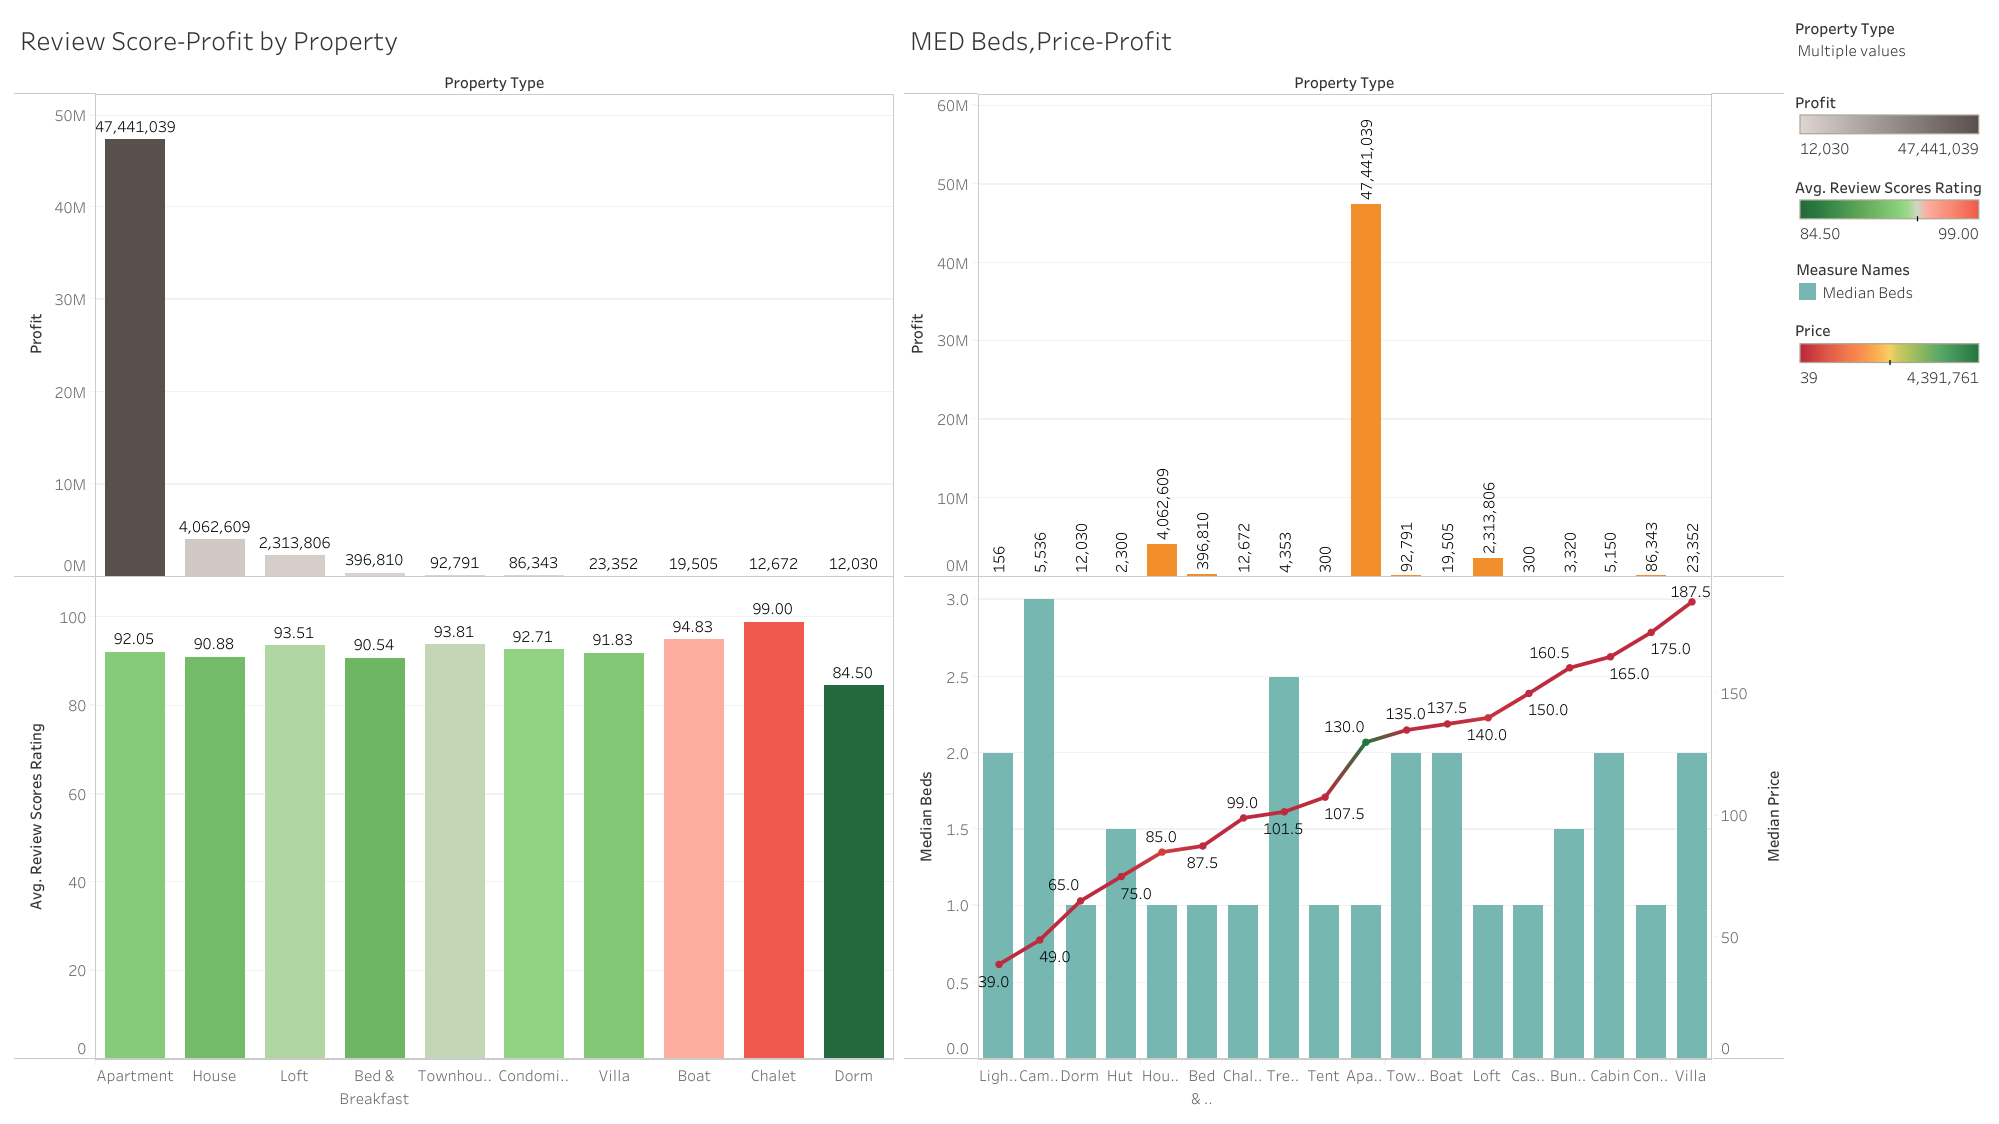 Review Score-Profit by Property
Property Type
50M
40M
30M
20M
10M
0M
Profit
47,441,039
4,062,609
2,313,806
396,810
92,791
86,343
23,352
19,505
12,672
12,030
100
80
60
40
20
0
Avg. Review Scores Rating
92.05
90.88
93.51
90.54
93.81
92.71
91.83
94.83
99.00
84.50
Apartment
House
Loft
Bed &
Breakfast
Townhou..
Condomi..
Villa
Boat
Chalet
Dorm
MED Beds,Price-Profit
Property Type
60M
50M
40M
30M
20M
10M
0M
Profit
156
5,536
12,030
2,300
4,062,609
396,810
12,672
4,353
300
47,441,039
92,791
19,505
2,313,806
300
3,320
5,150
86,343
23,352
3.0
2.5
2.0
1.5
1.0
0.5
0.0
Median Beds
39.0
49.0
65.0
75.0
85.0
87.5
99.0
101.5
107.5
130.0
135.0
137.5
140.0
150.0
160.5
165.0
175.0
187.5
150
100
50
0
Median Price
Ligh..
Cam..
Dorm
Hut
Hou..
Bed
& ..
Chal..
Tre..
Tent
Apa..
Tow..
Boat
Loft
Cas..
Bun..
Cabin
Con..
Villa
Property Type
Multiple values
Profit
12,030 47,441,039
Avg. Review Scores Rating
84.50 99.00
Measure Names
Median Beds
Price
39 4,391,761